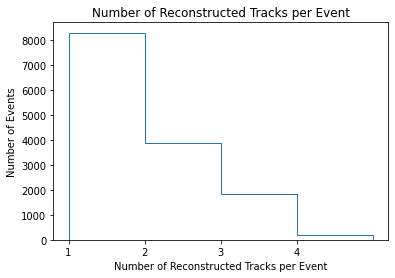 Number of Reconstructed Tracks per Event
8000
7000
6000
5000
4000
3000
2000
1000
0
Number of Events
1 2 3 4
Number of Reconstructed Tracks per Event